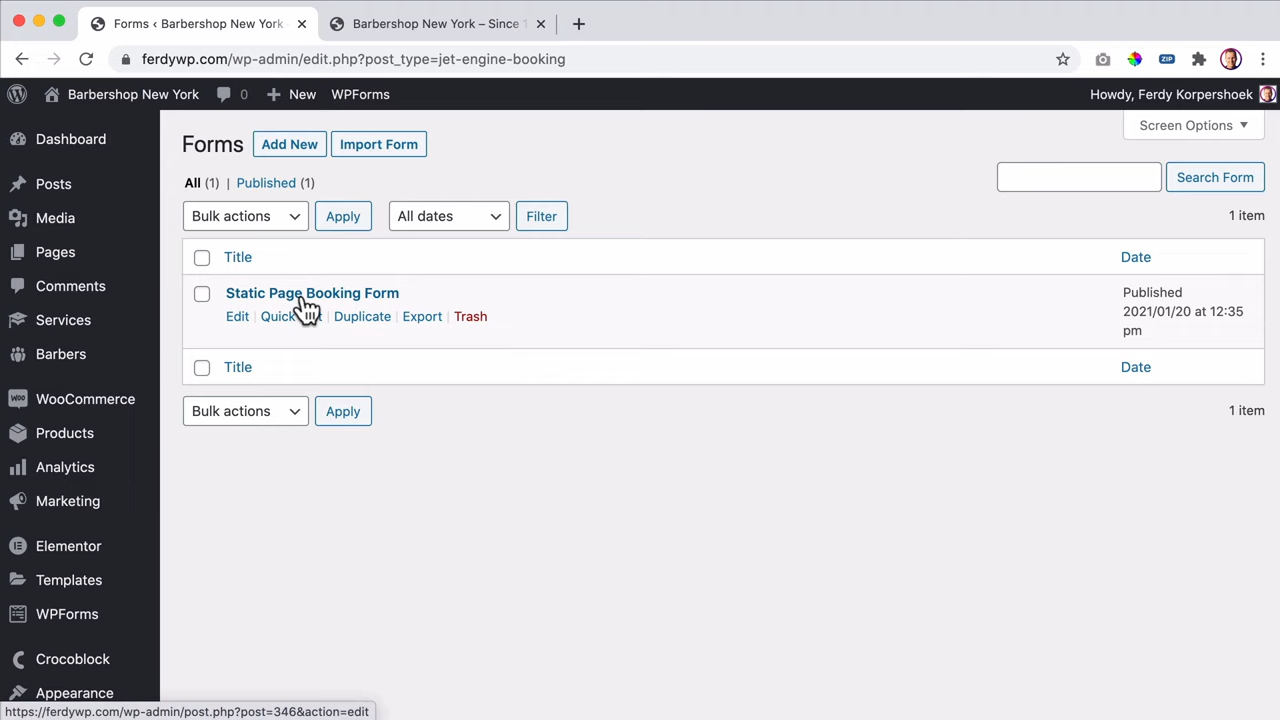 Forms ‹ Barbershop New York
Barbershop New York – Since
ferdywp.com/wp-admin/edit.php?post_type=jet-engine-booking
ZIP
Barbershop New York 0 New WPForms
Howdy, Ferdy Korpershoek
Screen Options
Dashboard
Posts
Media
Pages
Comments
Services
Barbers
WooCommerce
Products
Analytics
Marketing
Elementor
Templates
WPForms
Crocoblock
Appearance
Forms Add New Import Form
All (1) | Published (1)
Search Form
Bulk actions Apply All dates Filter
1 item
Title Date
Static Page Booking Form
Edit | Quick | Duplicate | Export | Trash
Published
2021/01/20 at 12:35
pm
Title Date
Bulk actions Apply
1 item
https://ferdywp.com/wp-admin/post.php?post=346&action=edit